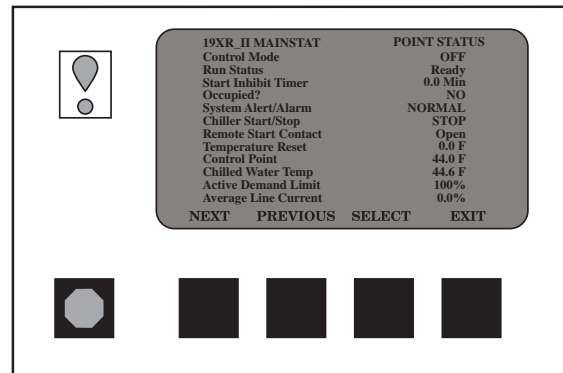 19XR_II MAINSTAT POINT STATUS
Control Mode OFF
Run Status Ready
Start Inhibit Timer 0.0 Min
Occupied? NO
System Alert/Alarm NORMAL
Chiller Start/Stop STOP
Remote Start Contact Open
Temperature Reset 0.0 F
Control Point 44.0 F
Chilled Water Temp 44.6 F
Active Demand Limit 100%
Average Line Current 0.0%
NEXT PREVIOUS SELECT EXIT